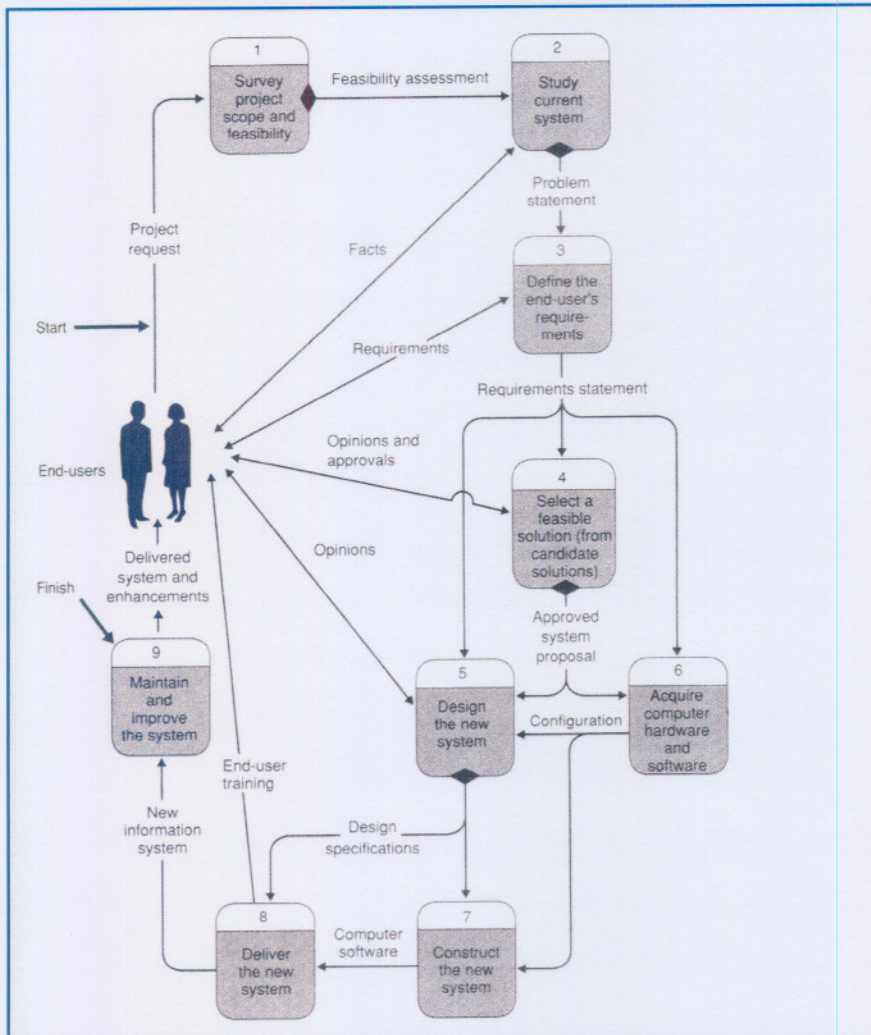 1
Survey
project
scope and
feasibility
Feasibility assessment
2
Study
current
system
Problem
statement
Project
request
Facts
3
Define the
end-user's
require-
ments
Start
Requirements
Requirements statement
End-users
Opinions and
approvals
4
Select a
feasible
solution (from
candidate
solutions)
Opinions
Delivered
system and
enhancements
Finish
Approved
system
proposal
9
Maintain
and
improve
the system
5
Design
the new
system
6
Acquire
computer
hardware
and
software
Configuration
End-user
training
New
information
system
Design
specifications
8
Deliver
the new
system
Computer
software
7
Construct
the new
system